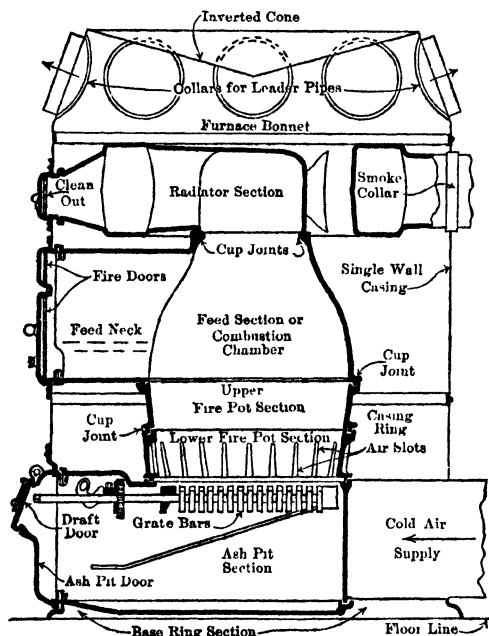 Inverted Cone
Collars for Leader Pipes
Furnace Bonnet
Clean
Out
Radiator Section
Smoke
Collar
Cup Joints
Fire Doors
Single Wall
Casing
Feed Neck
Feed Section or
Combustion
Chamber
Cup
Joint
Upper
Fire Pot Section
Cup
Joint
Casing
Ring
Lower Fire Pot Section
Air Slots
Draft
Door
Grate Bars
Cold Air
Supply
Ash Pit
Section
Ash Pit Door
Base Ring Section
Floor Line